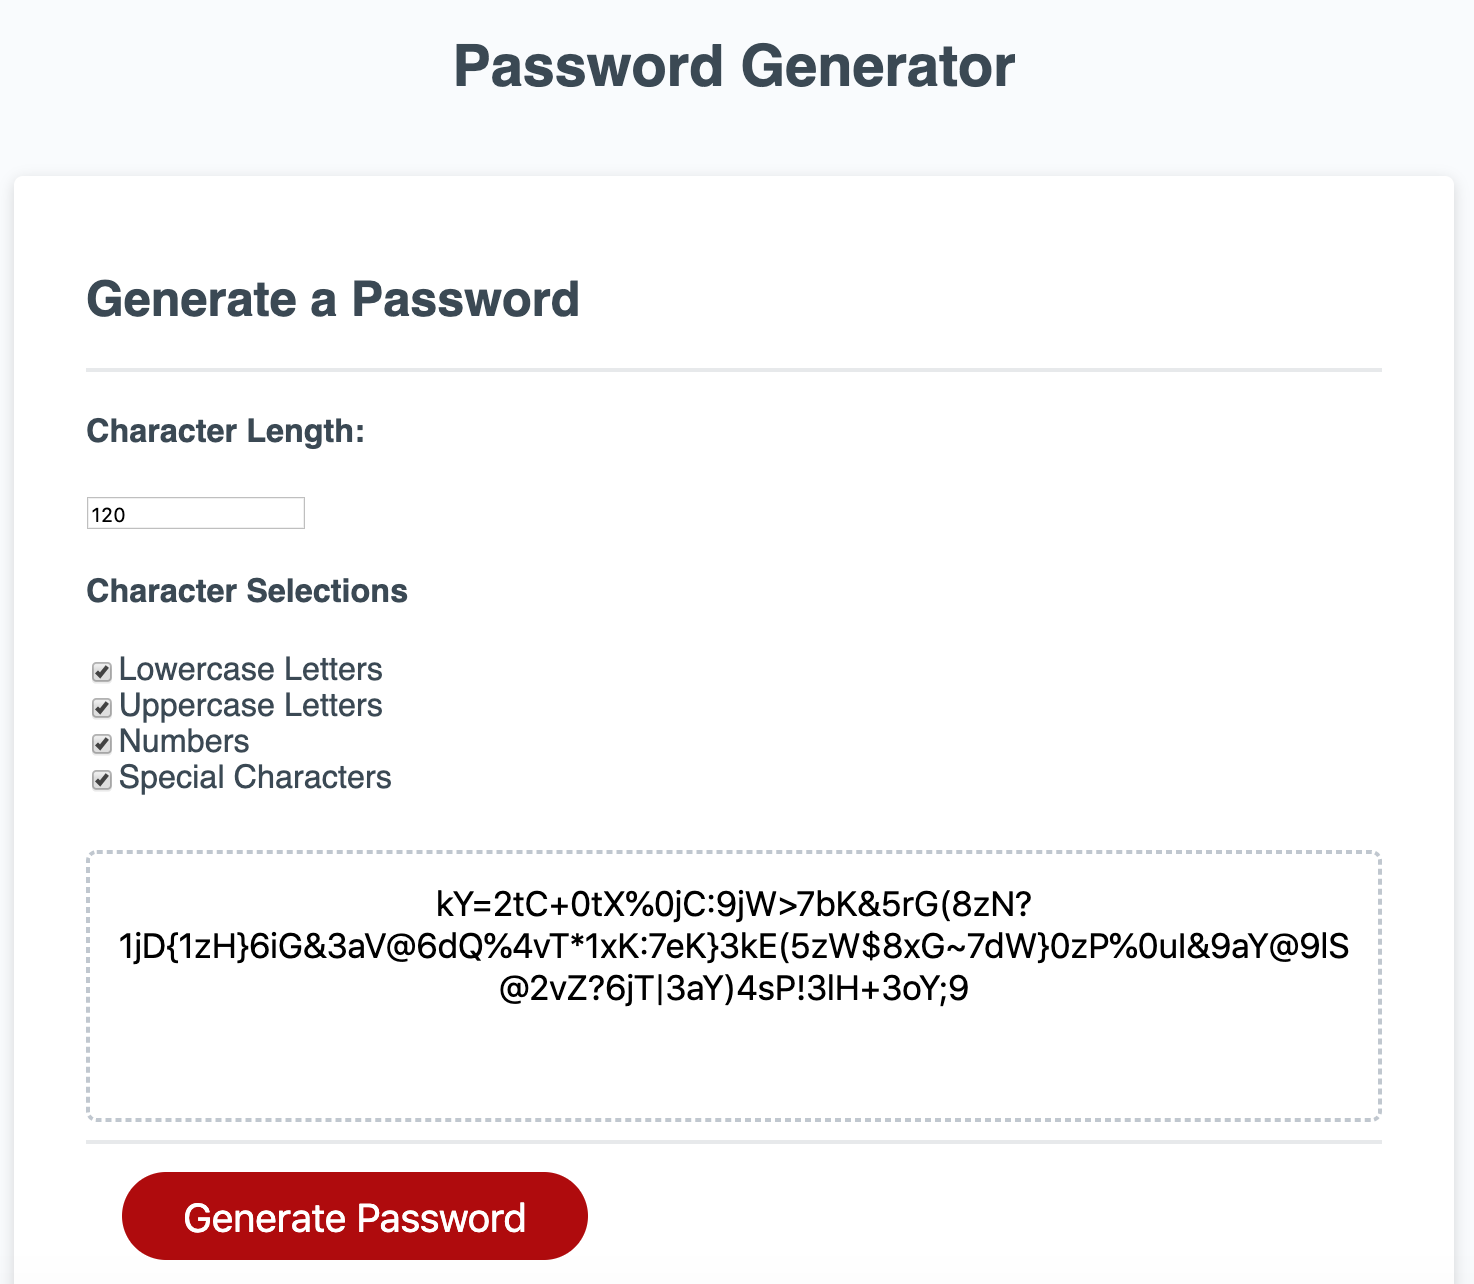 Password Generator
Generate a Password
Character Length:
120
Character Selections
Lowercase Letters
Uppercase Letters
Numbers
Special Characters
kY=2tC+0tX%0jC:9jW>7bK&5rG(8zN?
1jD{1zH}6iG&3aV@6dQ%4vT*1xK:7eK}3kE(5zW$8xG~7dW}0zP%0uI&9aY@9lS
@2vZ?6jT|3aY)4sP!3lH+3oY;9
Generate Password